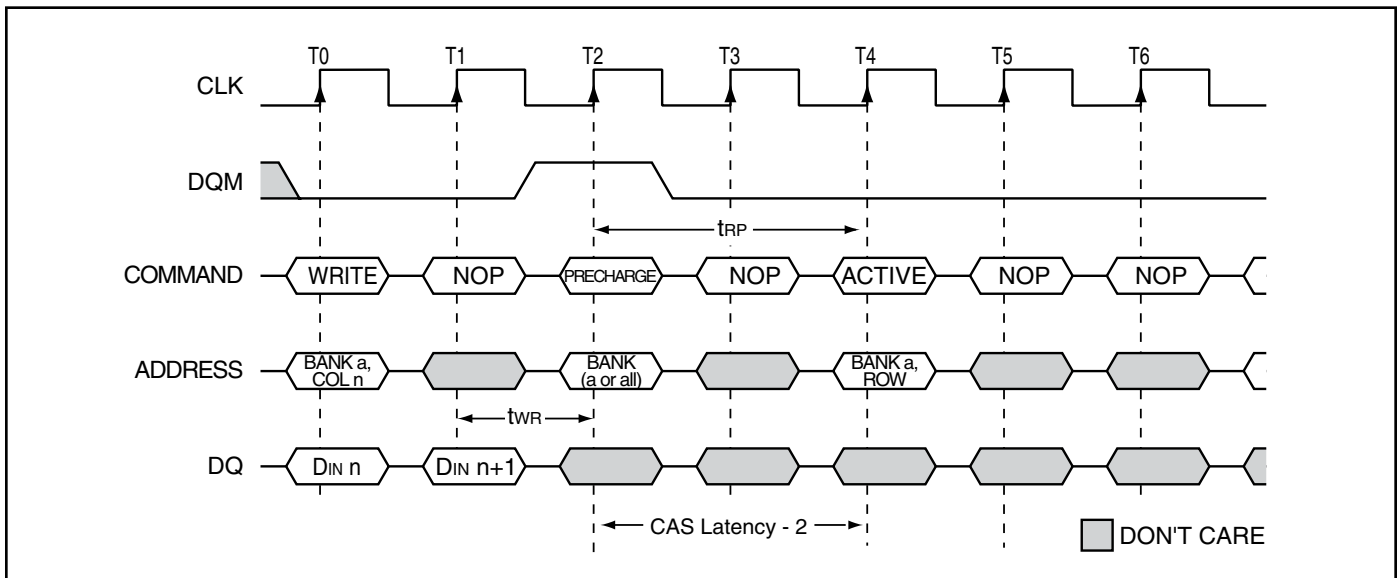 T0 T1 T2 T3 T4 T5 T6
CLK
DQM
tRP
COMMAND WRITE NOP PRECHARGE NOP ACTIVE NOP NOP
ADDRESS BANK a, COL n BANK (a or all) BANK a, ROW
tWR
DQ DIN n DIN n+1
CAS Latency - 2
DON'T CARE